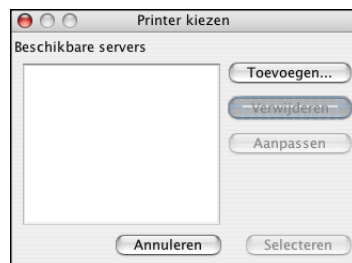 Printer kiezen
Beschikbare servers
Toevoegen...
Verwijderen
Aanpassen
Annuleren
Selecteren